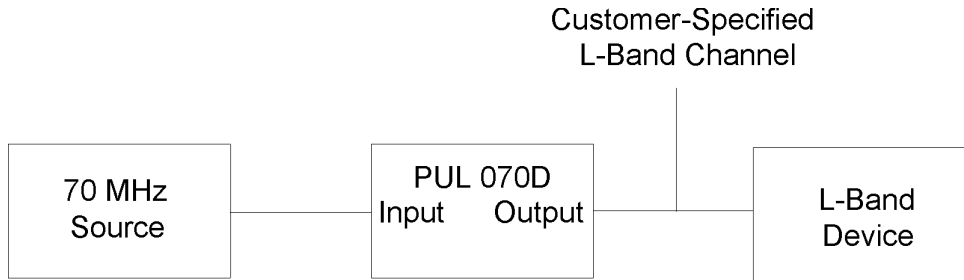 Customer-Specified
L-Band Channel
70 MHz
Source
PUL 070D
Input Output
L-Band
Device